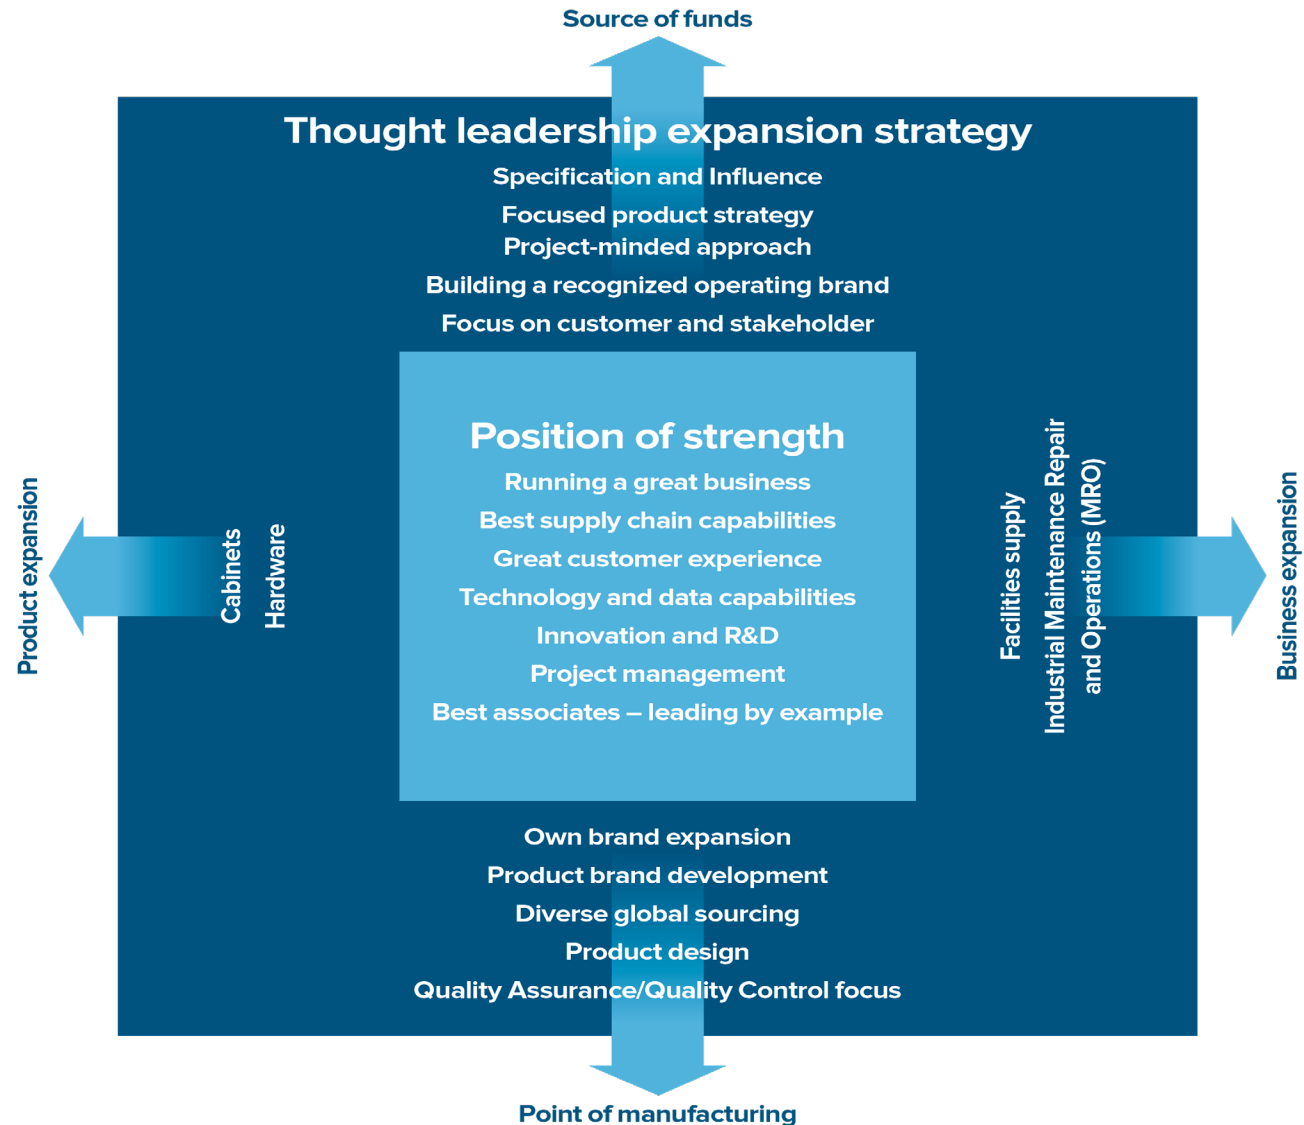 Source of funds
Thought leadership expansion strategy
Specification and Influence
Focused product strategy
Project-minded approach
Building a recognized operating brand
Focus on customer and stakeholder
Product expansion
Cabinets
Hardware
Position of strength
Running a great business
Best supply chain capabilities
Great customer experience
Technology and data capabilities
Innovation and R&D
Project management
Best associates – leading by example
Facilities supply
Industrial Maintenance Repair
and Operations (MRO)
Business expansion
Own brand expansion
Product brand development
Diverse global sourcing
Product design
Quality Assurance/Quality Control focus
Point of manufacturing